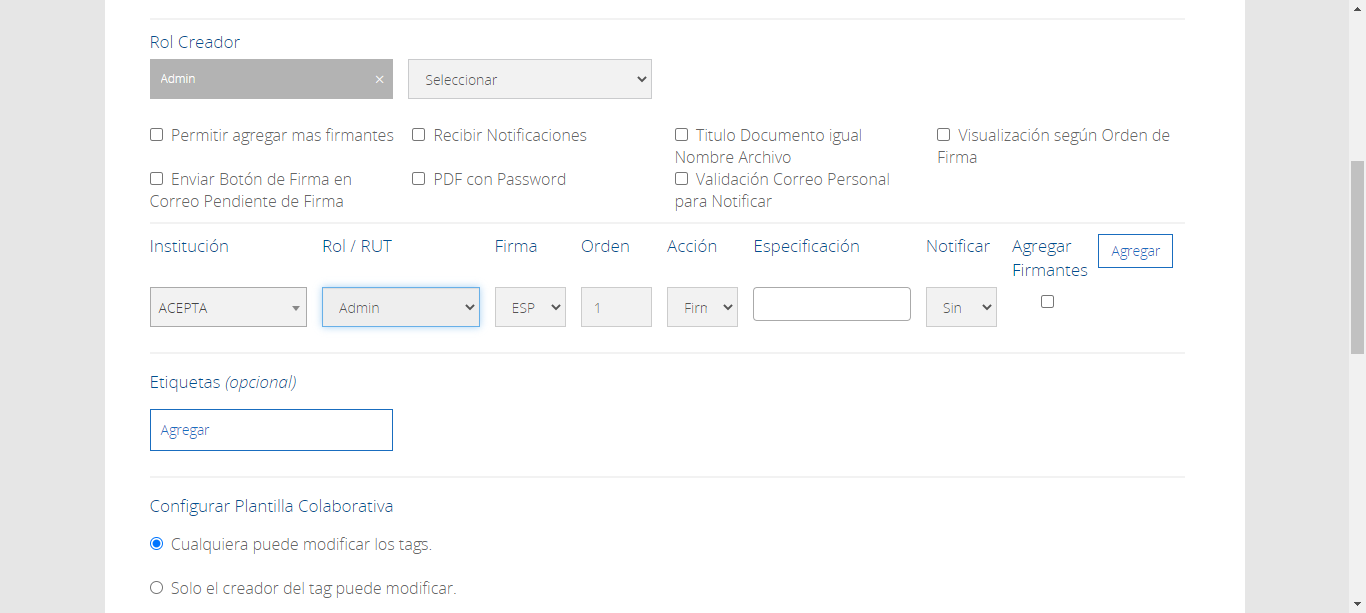 Rol Creador
Admin ×
Seleccionar
Permitir agregar mas firmantes
Recibir Notificaciones
Titulo Documento igual
Nombre Archivo
Visualización según Orden de
Firma
Enviar Botón de Firma en
Correo Pendiente de Firma
PDF con Password
Validación Correo Personal
para Notificar
Institución
Rol / RUT
Firma
Orden
Acción
Especificación
Notificar
Agregar
Firmantes
Agregar
ACEPTA
Admin
ESP
1
Firn
Sin
Etiquetas (opcional)
Agregar
Configurar Plantilla Colaborativa
Cualquiera puede modificar los tags.
Solo el creador del tag puede modificar.